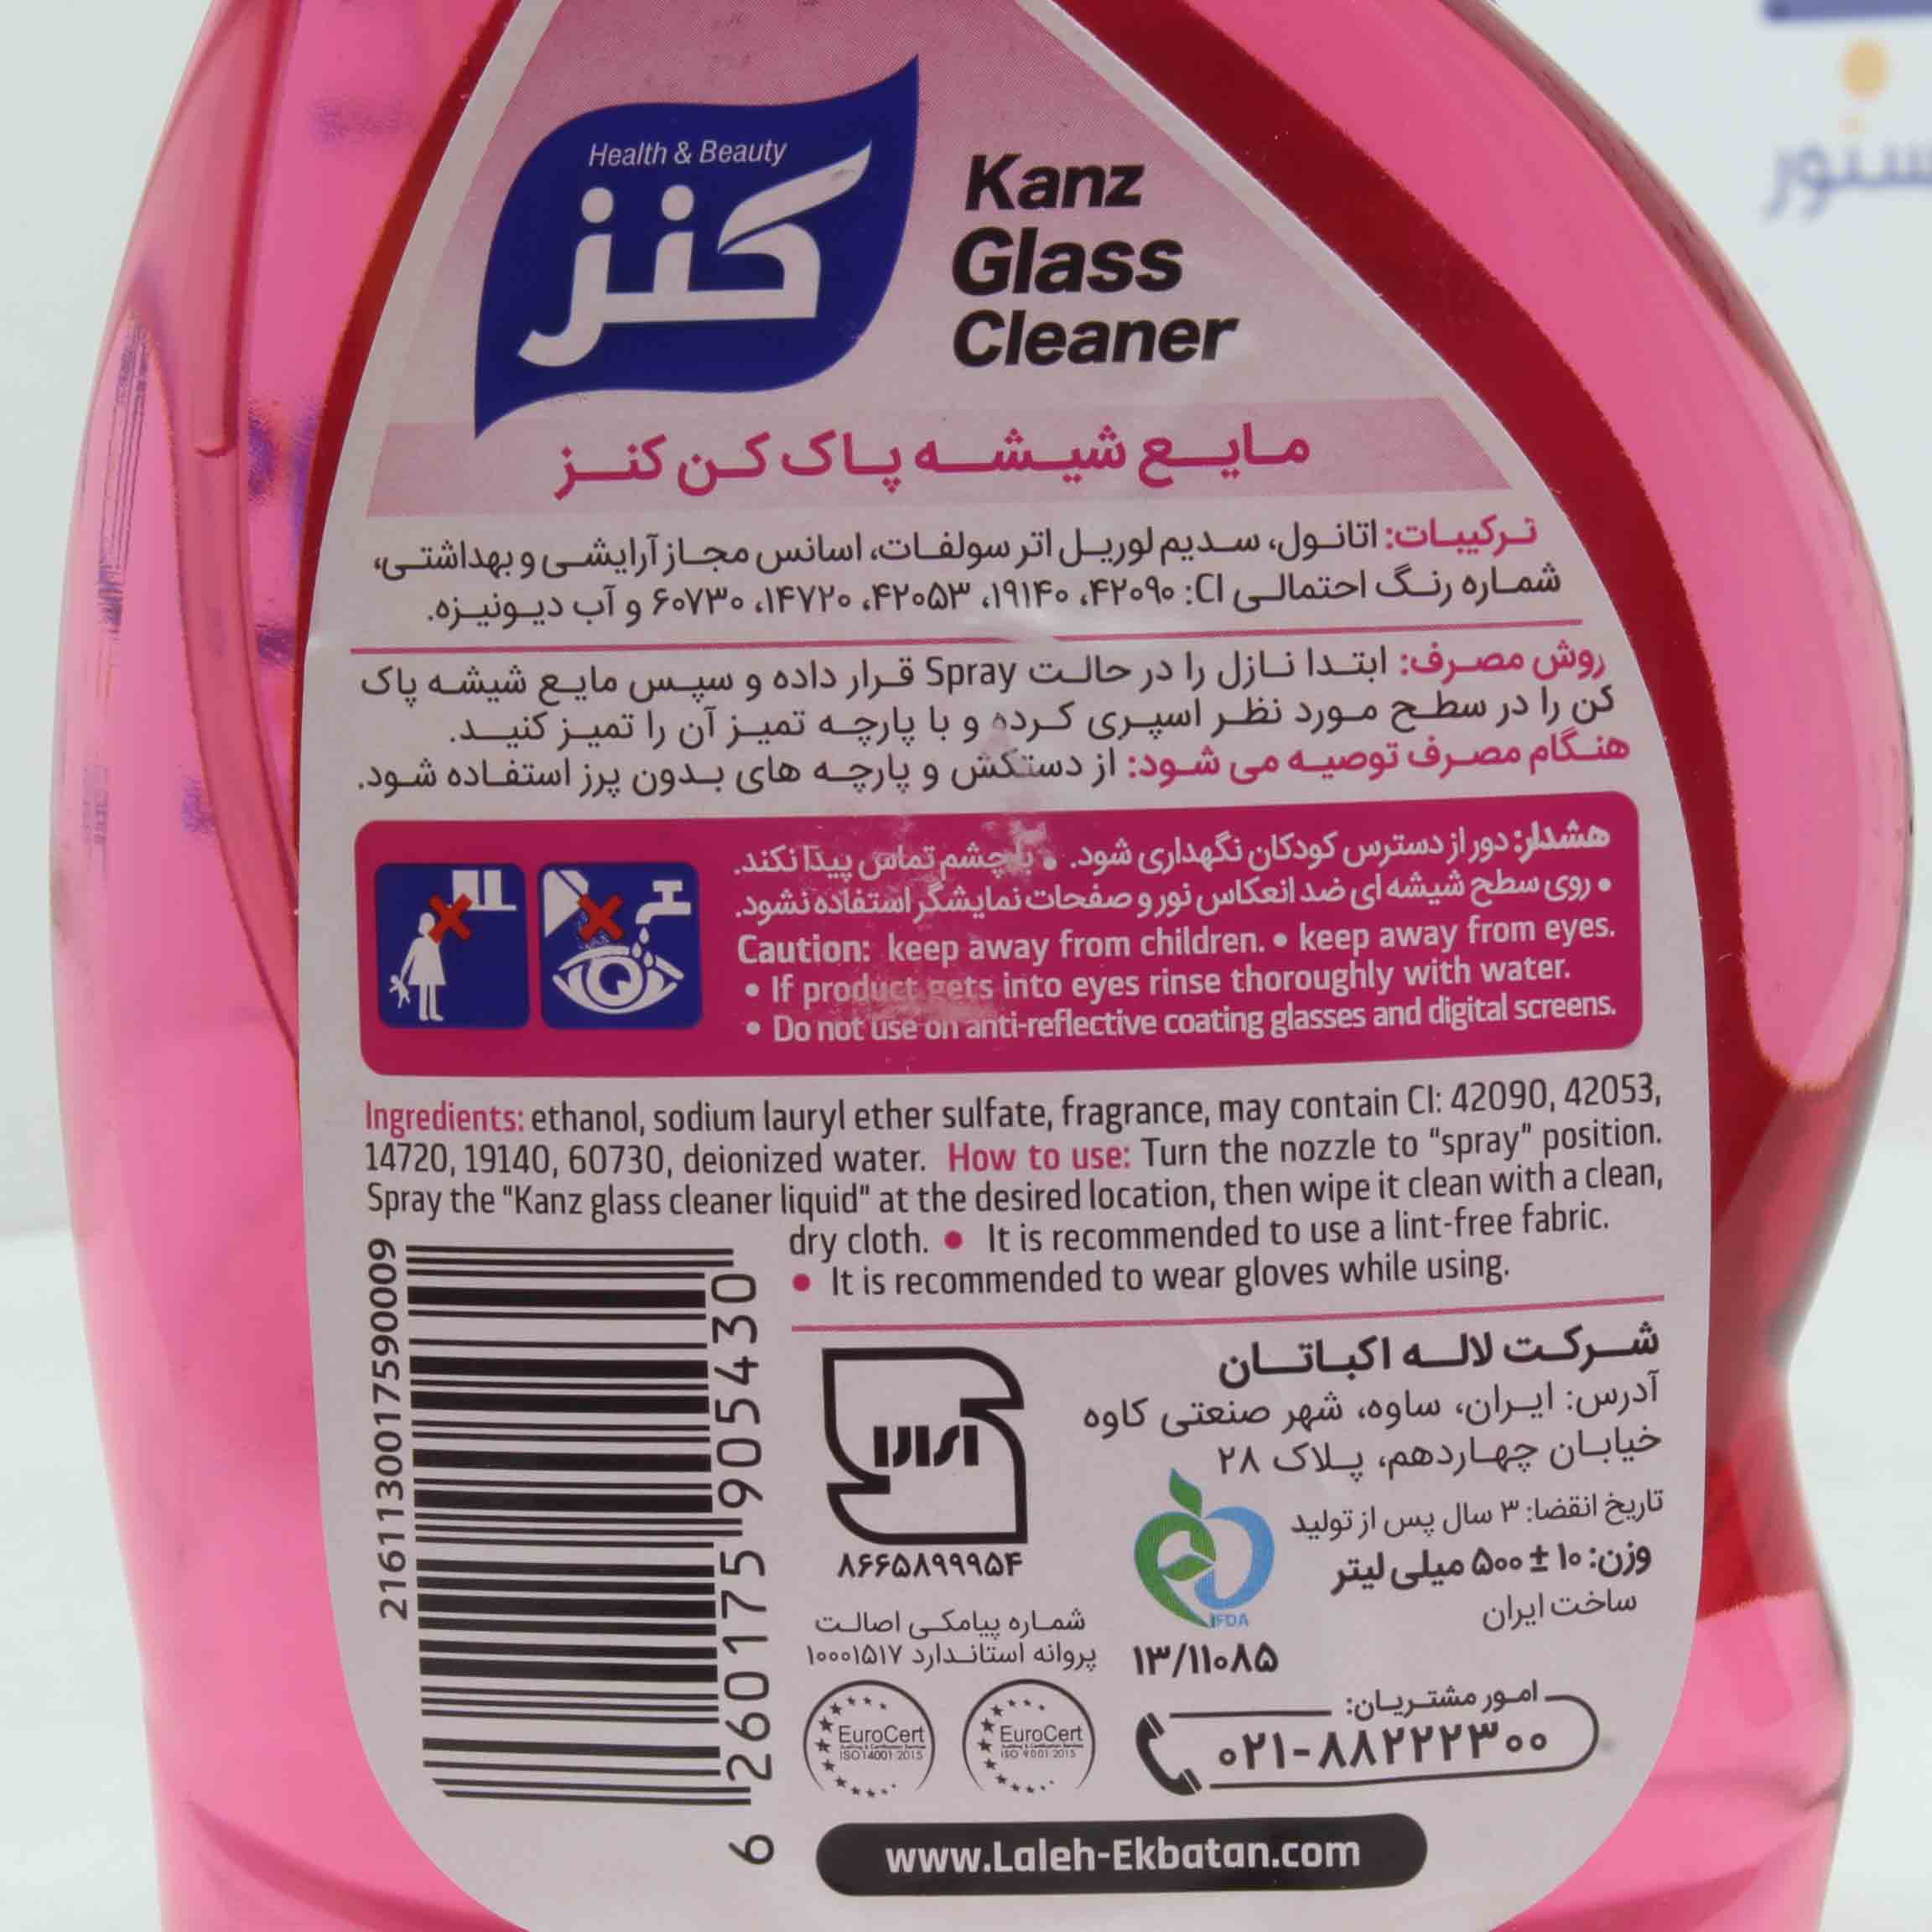 Health & Beauty
کنز
Kanz
Glass
Cleaner
مایع شیشه پاک کن کنز
ترکیبات: اتانول، سدیم لوریل اتر سولفات، اسانس مجاز آرایشی و بهداشتی،
شماره رنگ احتمالی CI: ۴۲۰۹۰، ۱۹۱۴۰، ۴۲۰۵۳، ۱۴۷۲۰، ۶۰۷۳۰ و آب دیونیزه.
روش مصرف: ابتدا نازل را در حالت Spray قرار داده و سپس مایع شیشه پاک
کن را در سطح مورد نظر اسپری کرده و با پارچه تمیز آن را تمیز کنید.
هنگام مصرف توصیه می شود: از دستکش و پارچه های بدون پرز استفاده شود.
هشدار: دور از دسترس کودکان نگهداری شود. • با چشم تماس پیدا نکند.
• روی سطح شیشه ای ضد انعکاس نور و صفحات نمایشگر استفاده نشود.
Caution: keep away from children. • keep away from eyes.
• If product gets into eyes rinse thoroughly with water.
• Do not use on anti-reflective coating glasses and digital screens.
Ingredients: ethanol, sodium lauryl ether sulfate, fragrance, may contain CI: 42090, 42053,
14720, 19140, 60730, deionized water. How to use: Turn the nozzle to "spray" position.
Spray the "Kanz glass cleaner liquid" at the desired location, then wipe it clean with a clean,
dry cloth. • It is recommended to use a lint-free fabric.
• It is recommended to wear gloves while using.
2161130017590009
6 260175 905430
شرکت لاله اکباتان
آدرس: ایران، ساوه، شهر صنعتی کاوه
خیابان چهاردهم، پلاک ۲۸
تاریخ انقضا: ۳ سال پس از تولید
وزن: ۱۰ ± ۵۰۰ میلی لیتر
ساخت ایران
۸۶۶۵۸۹۹۹۵۴
شماره پیامکی اصالت
پروانه استاندارد ۱۰۰۰۱۵۱۷
IFDA
۱۳/۱۱۰۸۵
EuroCert
ISO 14001:2015
EuroCert
ISO 9001:2015
امور مشتریان:
۰۲۱-۸۸۲۲۲۳۰۰
www.Laleh-Ekbatan.com
ستور